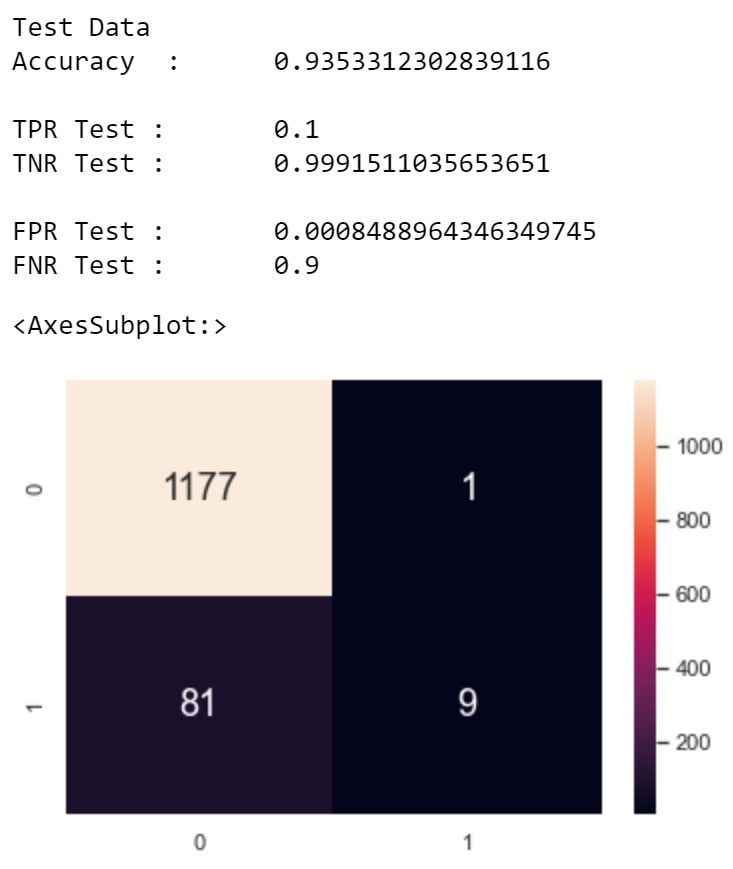 Test Data
Accuracy  :      0.9353312302839116
TPR Test :       0.1
TNR Test :       0.9991511035653651
FPR Test :       0.0008488964346349745
FNR Test :       0.9
<AxesSubplot:>
0
1177
1
1
81
9
0
1
1000
800
600
400
200